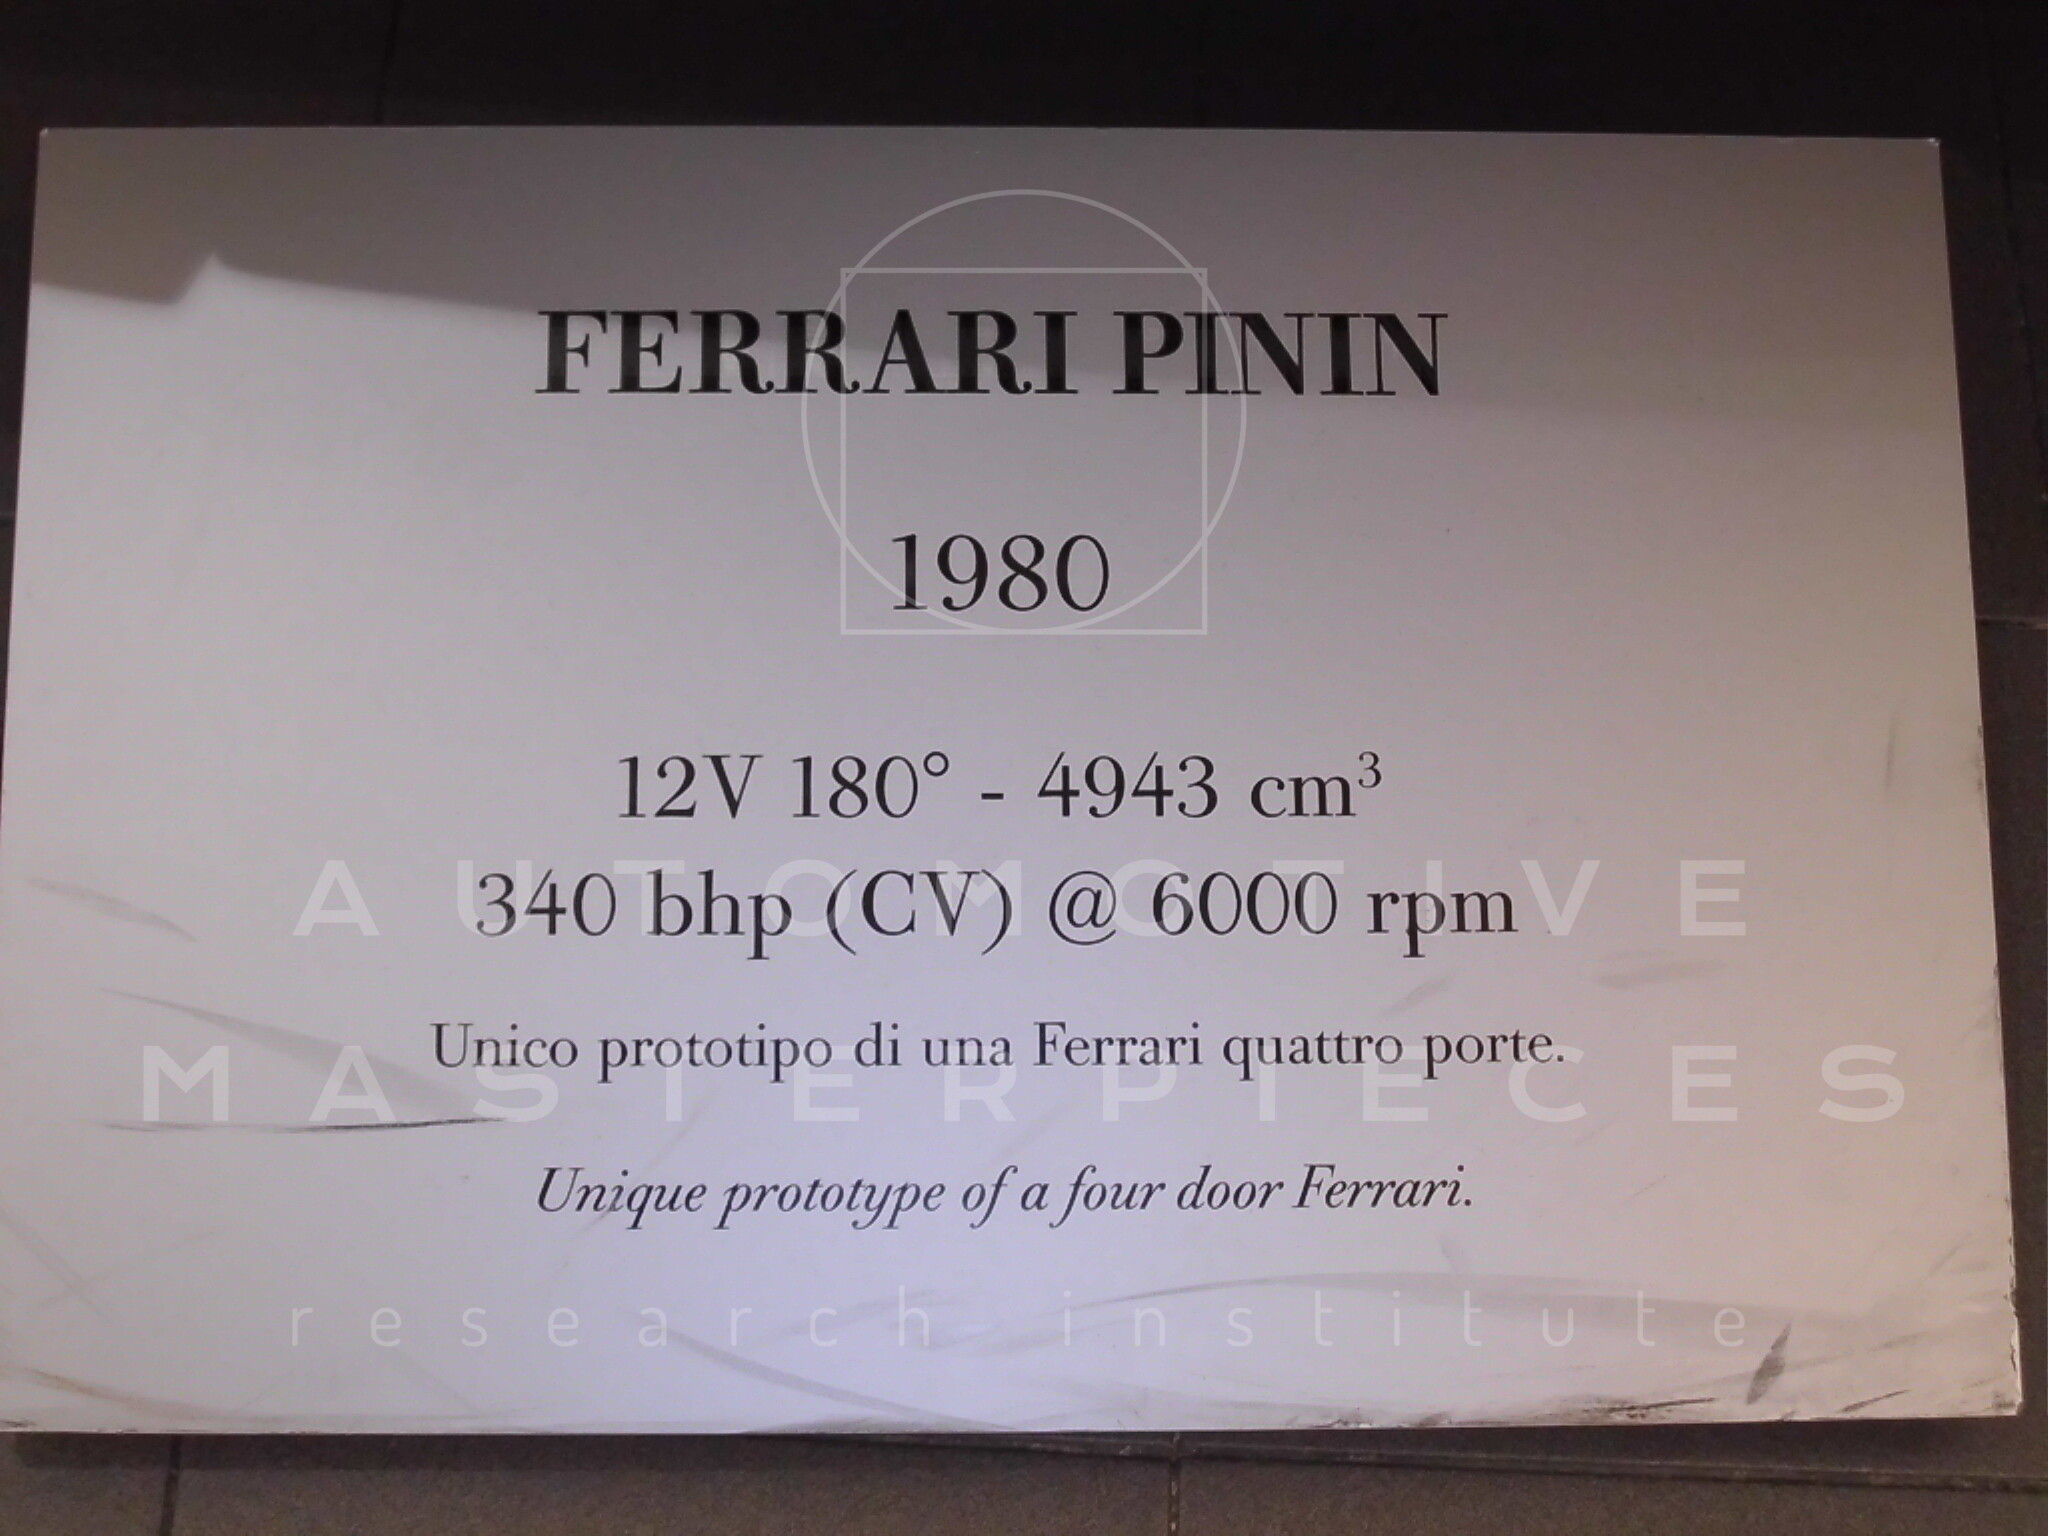 FERRARI PININ
1980
12V 180° - 4943 cm³
340 bhp (CV) @ 6000 rpm
AUTOMOTIVE
Unico prototipo di una Ferrari quattro porte.
MASTERPIECES
Unique prototype of a four door Ferrari.
research institute